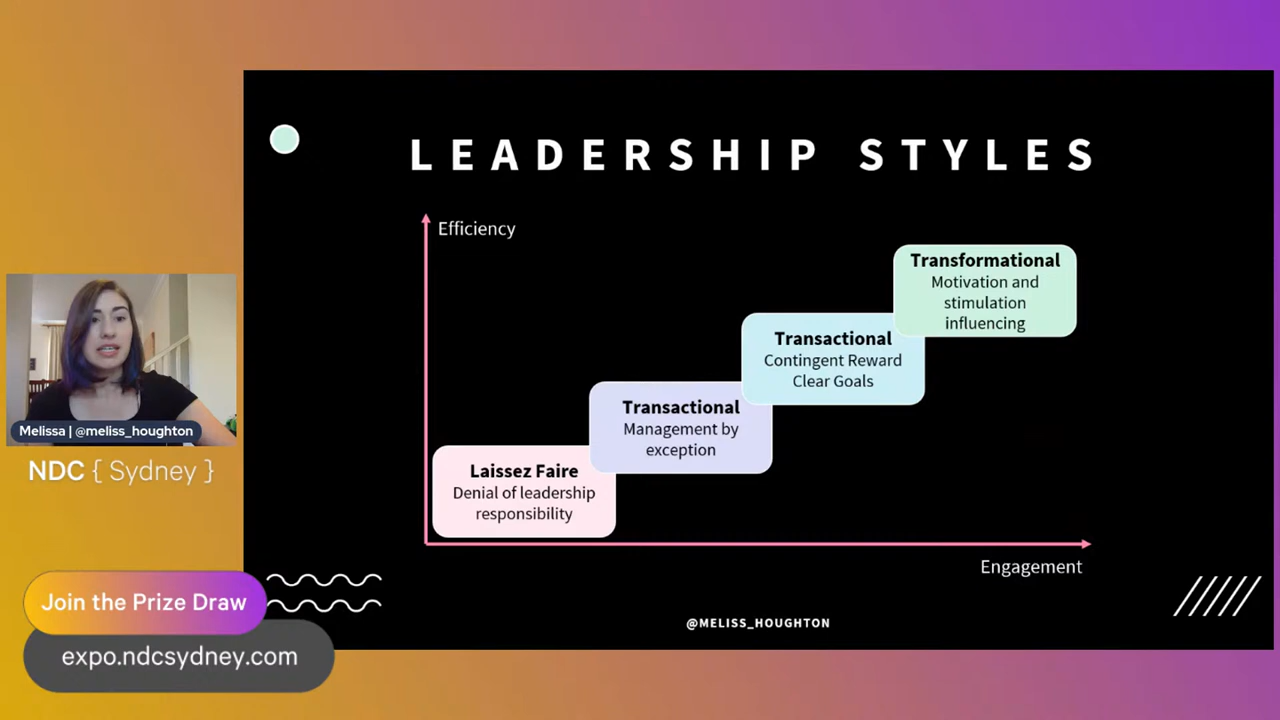 LEADERSHIP STYLES
Efficiency
Transformational
Motivation and
stimulation
influencing
Transactional
Contingent Reward
Clear Goals
Transactional
Management by
exception
Laissez Faire
Denial of leadership
responsibility
Engagement
@MELISS_HOUGHTON
Melissa | @meliss_houghton
NDC { Sydney }
Join the Prize Draw
expo.ndcsydney.com